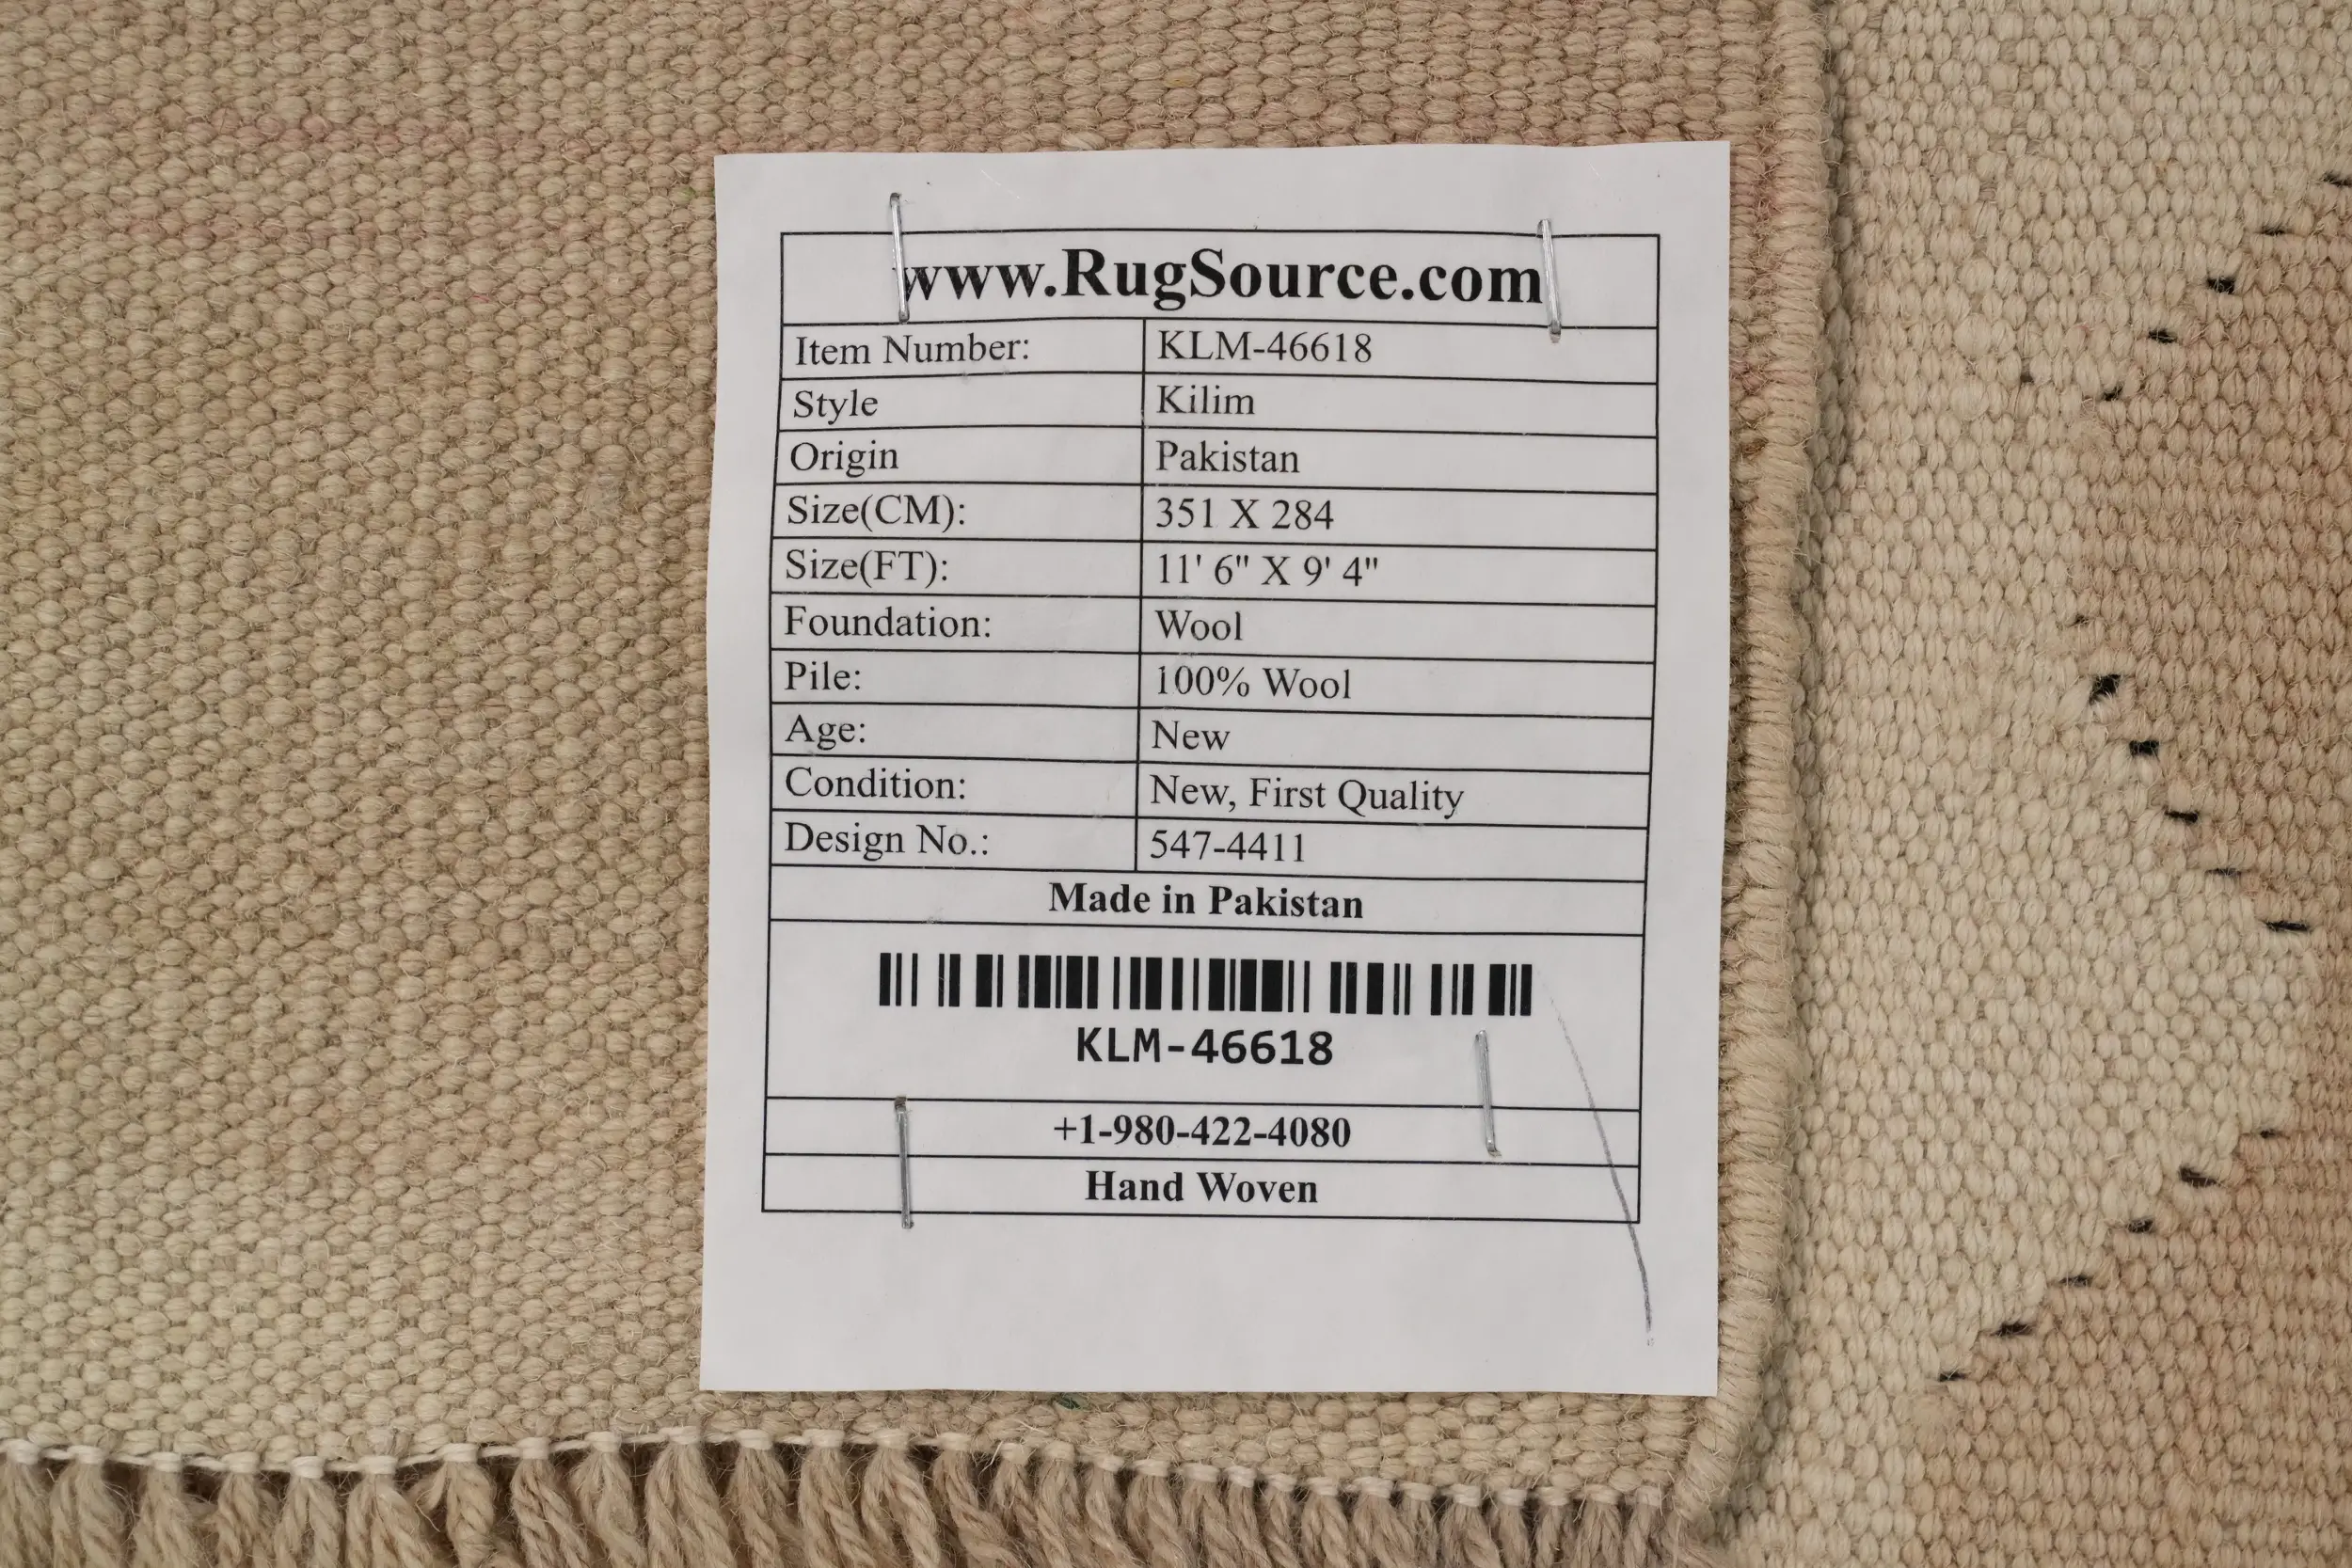 www.RugSource.com
Item Number: KLM-46618
Style Kilim
Origin Pakistan
Size(CM): 351 X 284
Size(FT): 11' 6" X 9' 4"
Foundation: Wool
Pile: 100% Wool
Age: New
Condition: New, First Quality
Design No.: 547-4411
Made in Pakistan
KLM-46618
+1-980-422-4080
Hand Woven